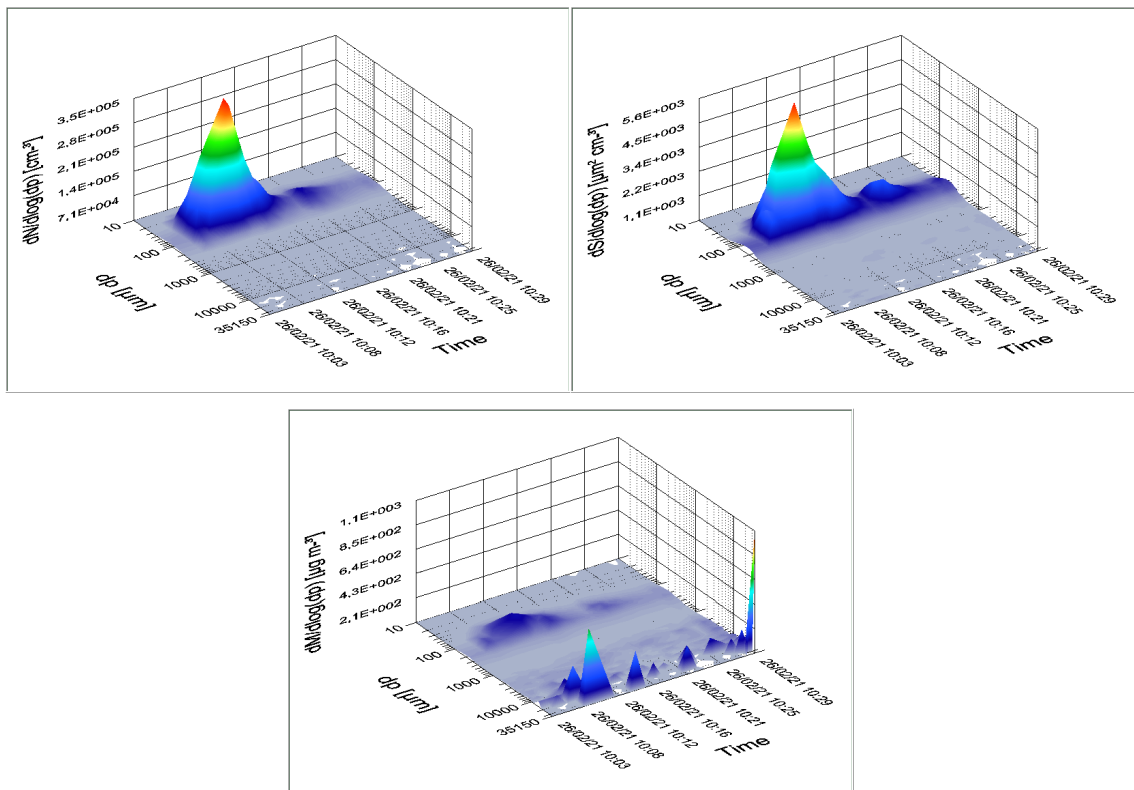 dN/dlog(dp) [cm-³]
3.5E+005
2.8E+005
2.1E+005
1.4E+005
7.1E+004
10
100
1000
10000
35150
dp [µm]
26/02/21 10:03
26/02/21 10:08
26/02/21 10:12
26/02/21 10:16
26/02/21 10:21
26/02/21 10:25
26/02/21 10:29
Time
dS/dlog(dp) [µm² cm-³]
5.6E+003
4.5E+003
3.4E+003
2.2E+003
1.1E+003
10
100
1000
10000
35150
dp [µm]
26/02/21 10:03
26/02/21 10:08
26/02/21 10:12
26/02/21 10:16
26/02/21 10:21
26/02/21 10:25
26/02/21 10:29
Time
dM/dlog(dp) [µg m-³]
1.1E+003
8.5E+002
6.4E+002
4.3E+002
2.1E+002
10
100
1000
10000
35150
dp [µm]
26/02/21 10:03
26/02/21 10:08
26/02/21 10:12
26/02/21 10:16
26/02/21 10:21
26/02/21 10:25
26/02/21 10:29
Time